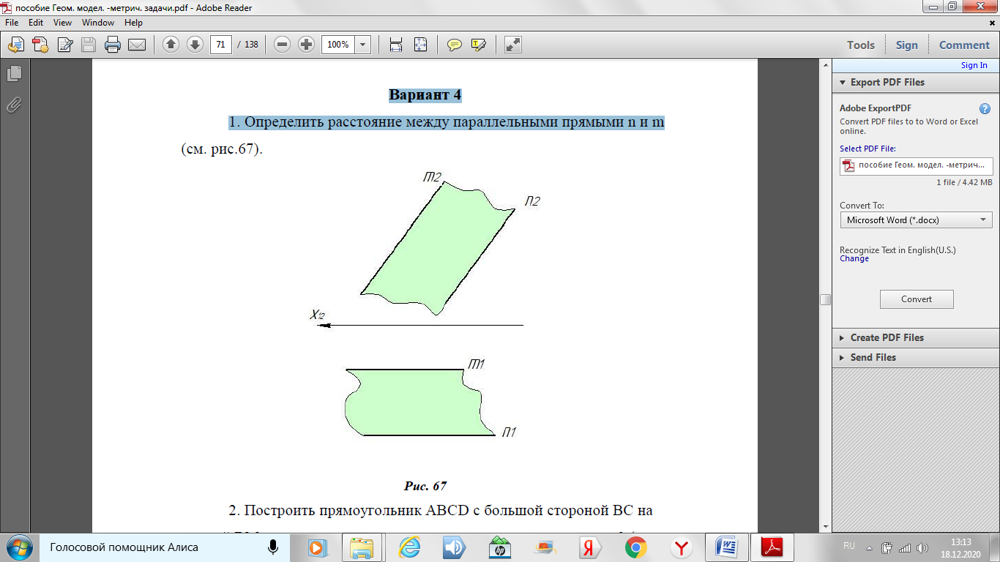 пособие Геом. модел. -метрич. задачи.pdf - Adobe Reader
File Edit View Window Help
71 / 138 100% Tools Sign Comment
Sign In
Export PDF Files
Adobe ExportPDF
Convert PDF files to to Word or Excel
online.
Select PDF File:
пособие Геом. модел. -метрич...
1 file / 4.42 MB
Convert To:
Microsoft Word (*.docx)
Recognize Text in English(U.S.)
Change
Convert
Create PDF Files
Send Files
Вариант 4
1. Определить расстояние между параллельными прямыми n и m
(см. рис.67).
m2
n2
X12
m1
n1
Рис. 67
2. Построить прямоугольник ABCD с большой стороной BC на
Голосовой помощник Алиса
RU
13:13
18.12.2020